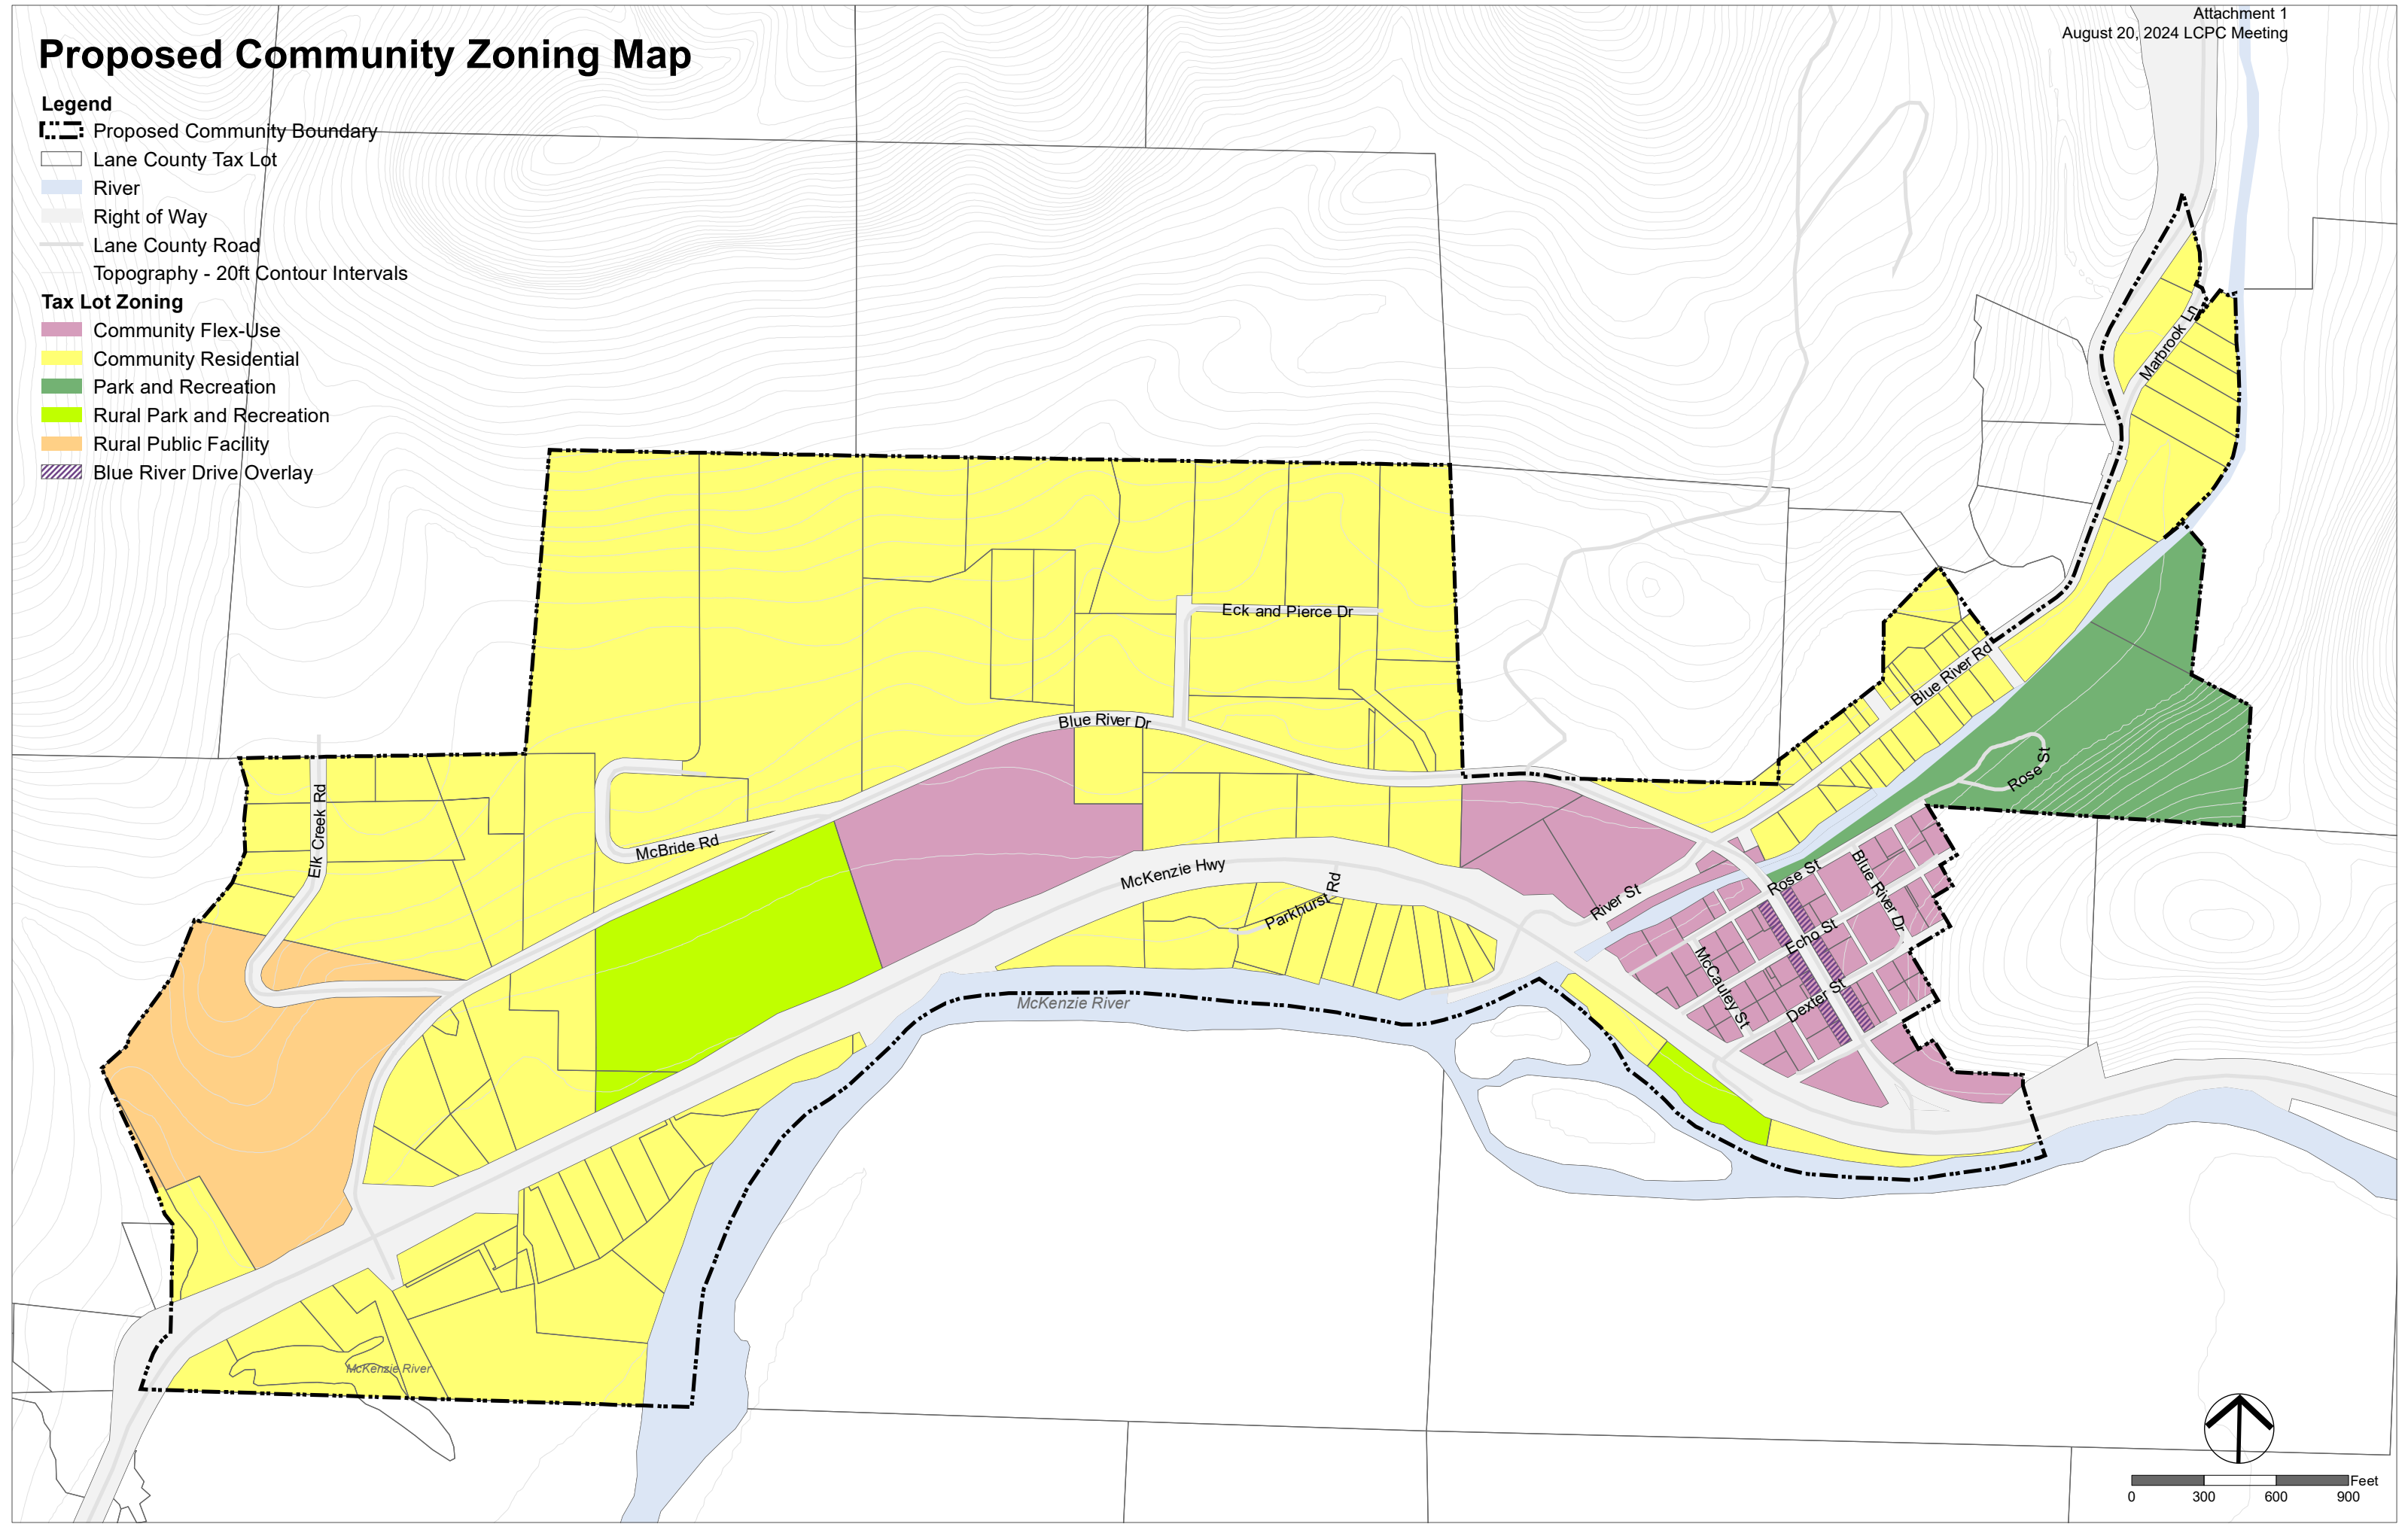 Attachment 1
August 20, 2024 LCPC Meeting
Proposed Community Zoning Map
Legend
Proposed Community Boundary
Lane County Tax Lot
River
Right of Way
Lane County Road
Topography - 20ft Contour Intervals
Tax Lot Zoning
Community Flex-Use
Community Residential
Park and Recreation
Rural Park and Recreation
Rural Public Facility
Blue River Drive Overlay
Marbrook Ln
Eck and Pierce Dr
Blue River Rd
Blue River Dr
Rose St
Elk Creek Rd
McBride Rd
McKenzie Hwy
Parkhurst Rd
River St
Rose St
Blue River Dr
Echo St
McCauley St
Dexter St
McKenzie River
McKenzie River
Feet
0 300 600 900